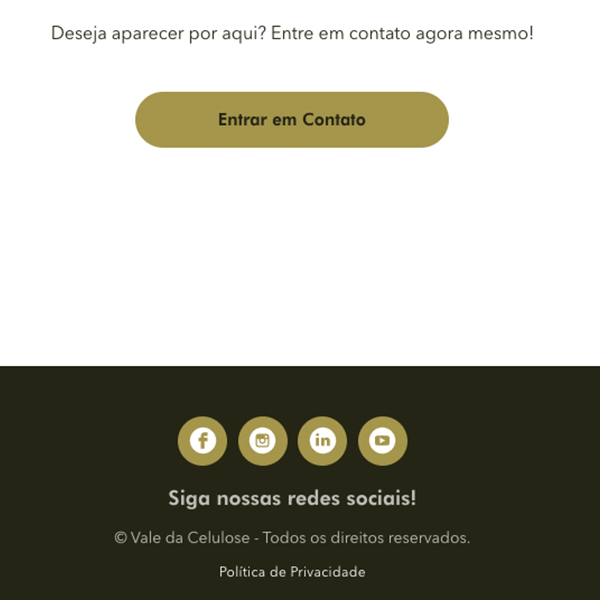 Deseja aparecer por aqui? Entre em contato agora mesmo!
Entrar em Contato
Siga nossas redes sociais!
© Vale da Celulose - Todos os direitos reservados.
Política de Privacidade